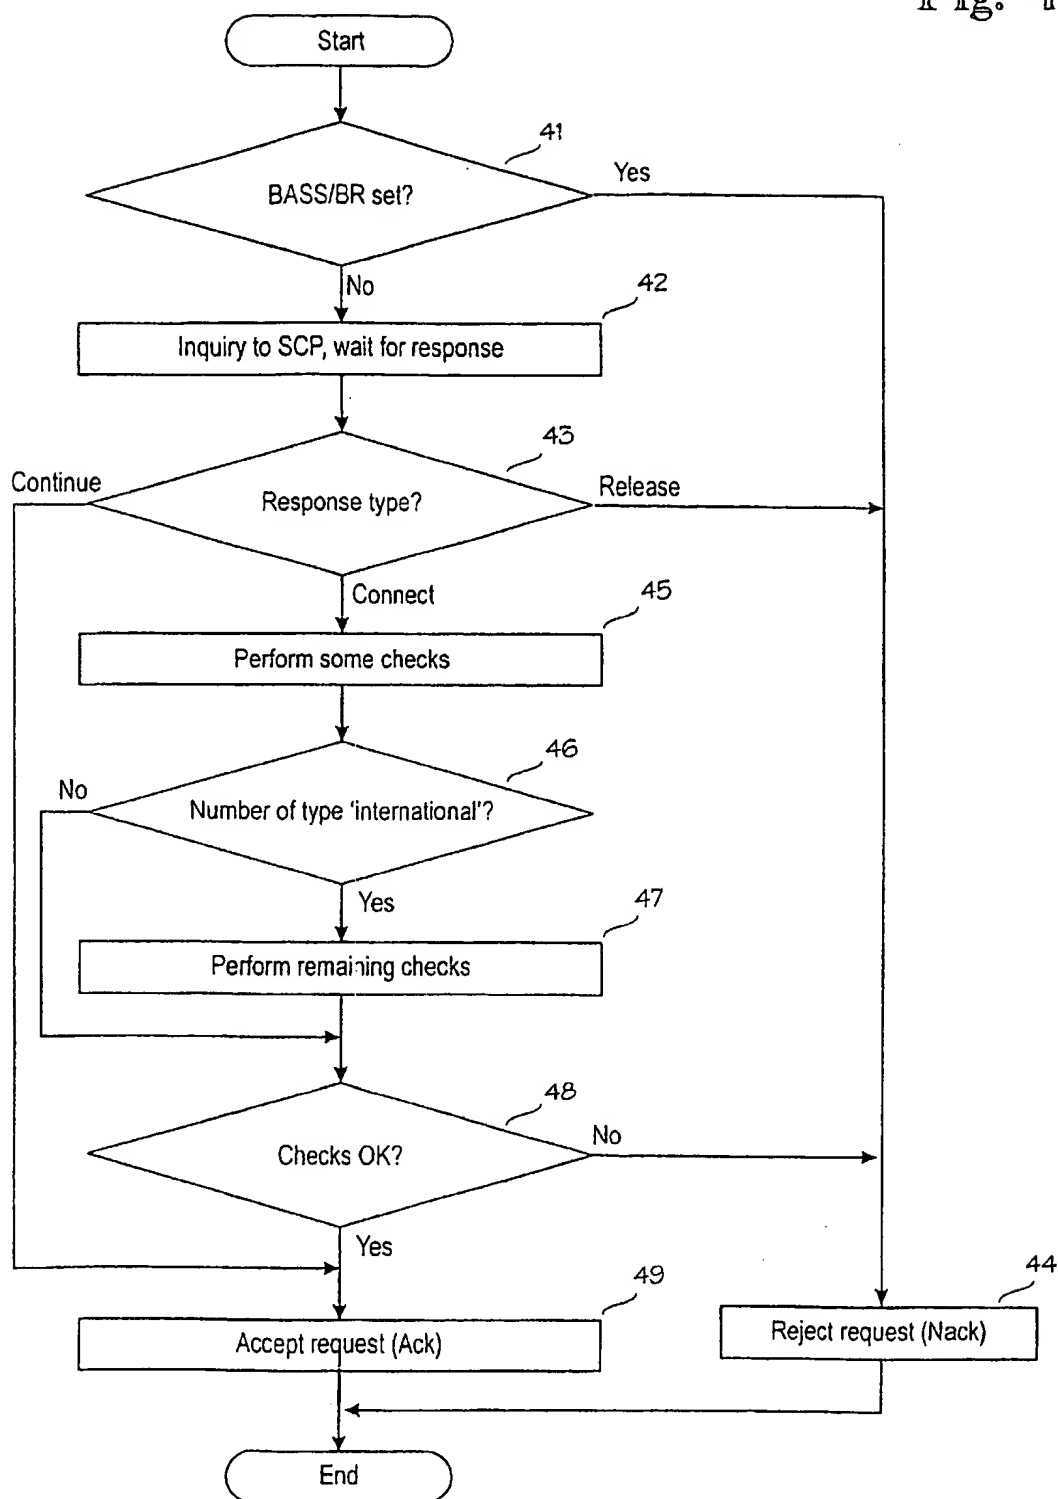 Fig. 4
Start
41
BASS/BR set?
Yes
No
42
Inquiry to SCP, wait for response
43
Continue
Response type?
Release
Connect
45
Perform some checks
46
No
Number of type 'international'?
Yes
47
Perform remaining checks
48
Checks OK?
No
Yes
49
44
Accept request (Ack)
Reject request (Nack)
End